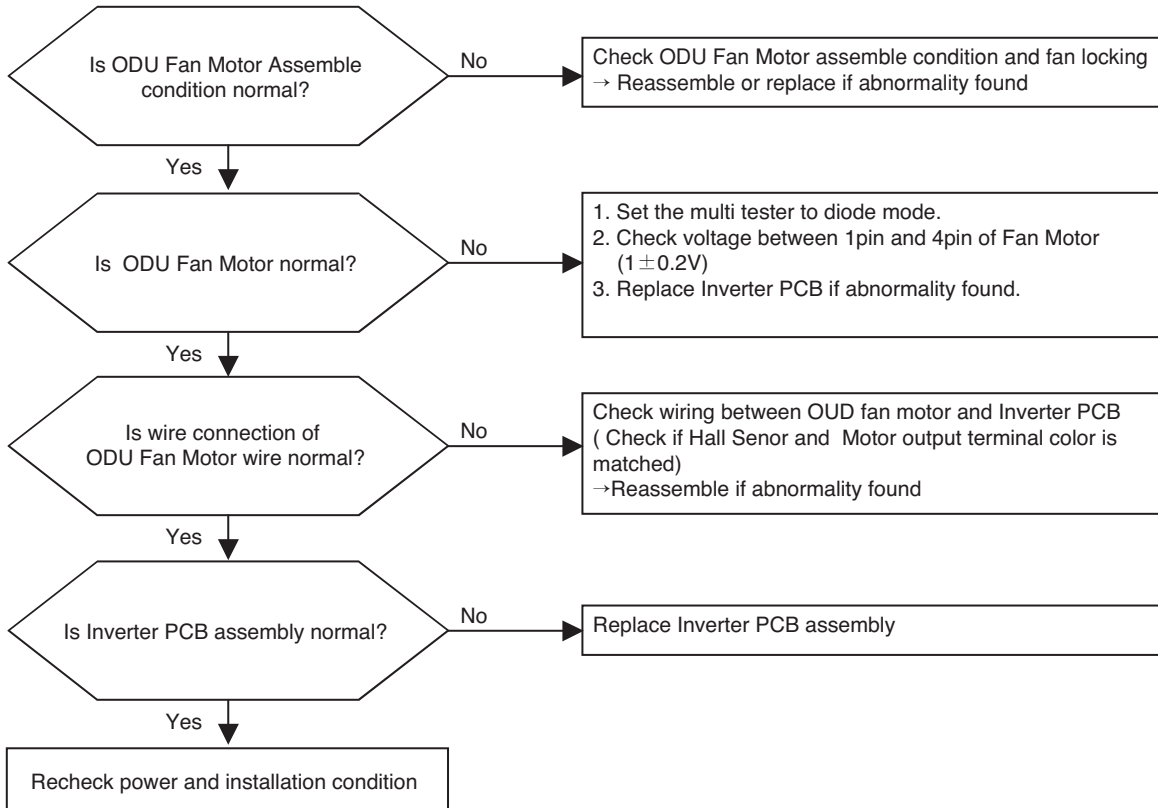 Is ODU Fan Motor Assemble
condition normal?
No
Check ODU Fan Motor assemble condition and fan locking
→ Reassemble or replace if abnormality found
Yes
Is ODU Fan Motor normal?
No
1. Set the multi tester to diode mode.
2. Check voltage between 1pin and 4pin of Fan Motor
(1±0.2V)
3. Replace Inverter PCB if abnormality found.
Yes
Is wire connection of
ODU Fan Motor wire normal?
No
Check wiring between OUD fan motor and Inverter PCB
( Check if Hall Senor and Motor output terminal color is
matched)
→Reassemble if abnormality found
Yes
Is Inverter PCB assembly normal?
No
Replace Inverter PCB assembly
Yes
Recheck power and installation condition